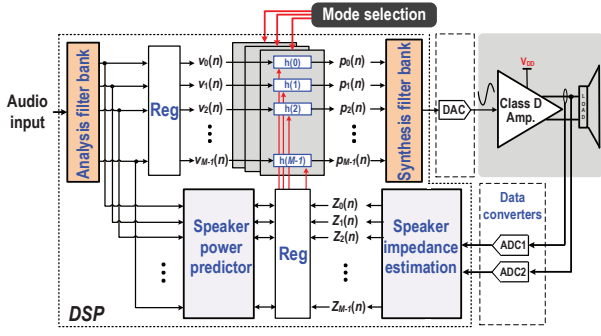 Mode selection
Audio
input
Analysis filter bank
Reg
v0(n)
v1(n)
v2(n)
vM-1(n)
h(0)
h(1)
h(2)
h(M-1)
p0(n)
p1(n)
p2(n)
pM-1(n)
Synthesis filter bank
DAC
VDD
Class D
Amp.
LOAD
Speaker
power
predictor
Reg
Z0(n)
Z1(n)
Z2(n)
ZM-1(n)
Speaker
impedance
estimation
Data
converters
ADC1
ADC2
DSP